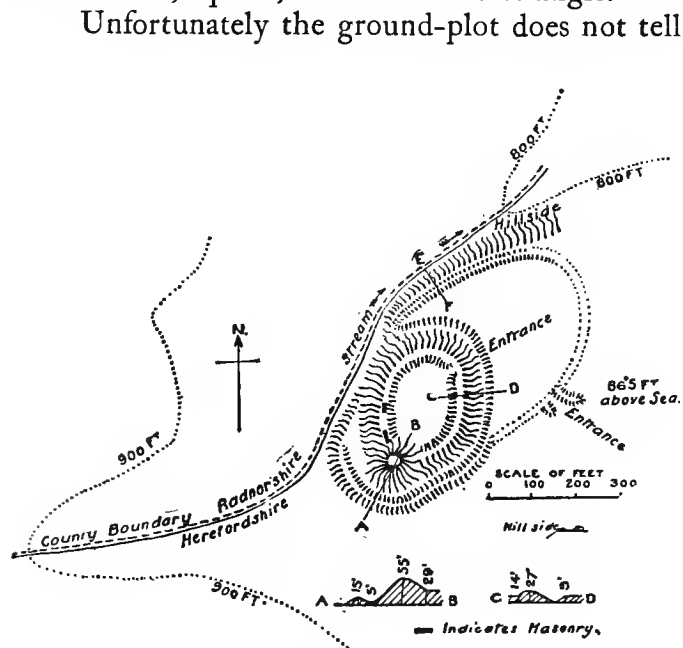 Unfortunately the ground-plot does not tell
800 FT
800 FT
Hillside
E
F
Stream
N.
Entrance
C
D
865 FT
above Sea.
Entrance
B
900 FT
SCALE OF FEET
0 100 200 300
County Boundary
Radnorshire
Herefordshire
A
Hill side
900 FT.
15' 5' 55' 29'
A B
14' 27' 9'
C D
Indicates Masonry.